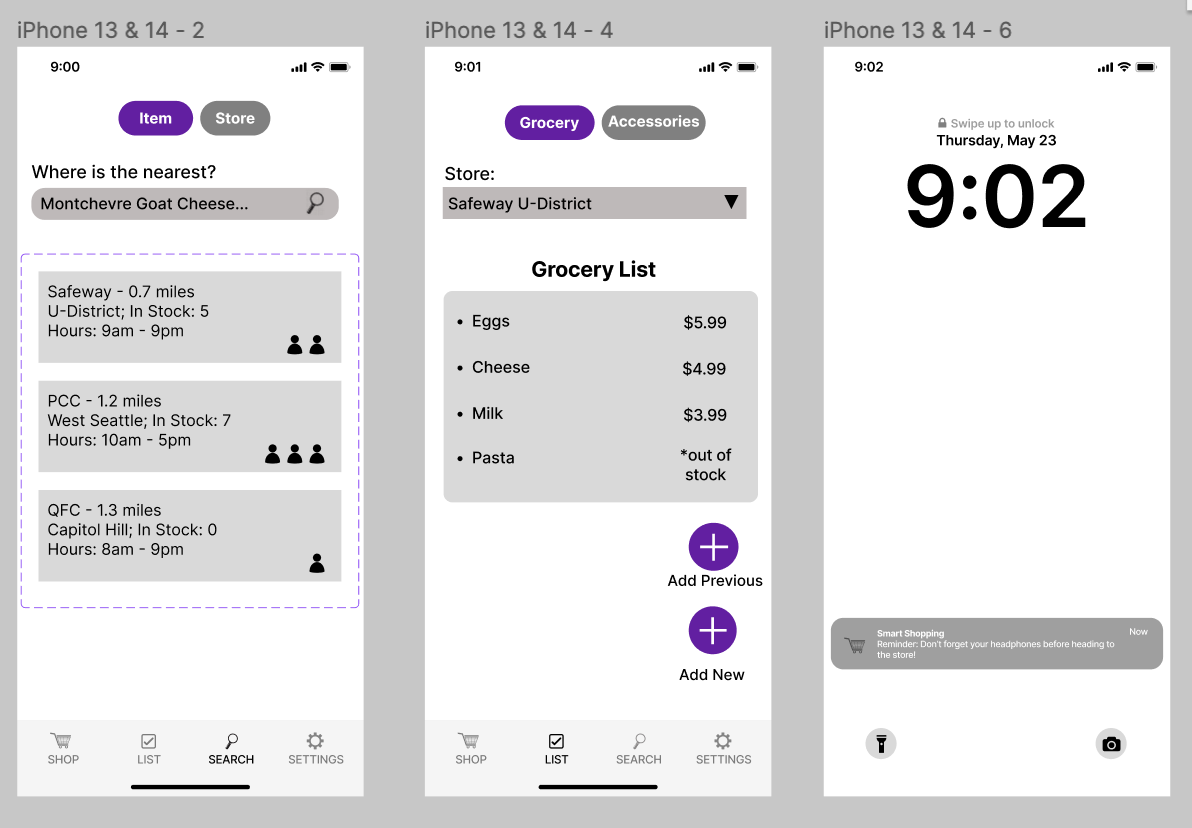 iPhone 13 & 14 - 2
9:00
Item
Store
Where is the nearest?
Montchevre Goat Cheese...
Safeway - 0.7 miles
U-District; In Stock: 5
Hours: 9am - 9pm
PCC - 1.2 miles
West Seattle; In Stock: 7
Hours: 10am - 5pm
QFC - 1.3 miles
Capitol Hill; In Stock: 0
Hours: 8am - 9pm
SHOP
LIST
SEARCH
SETTINGS
iPhone 13 & 14 - 4
9:01
Grocery
Accessories
Store:
Safeway U-District
Grocery List
• Eggs $5.99
• Cheese $4.99
• Milk $3.99
• Pasta *out of
stock
Add Previous
Add New
SHOP
LIST
SEARCH
SETTINGS
iPhone 13 & 14 - 6
9:02
Swipe up to unlock
Thursday, May 23
9:02
Smart Shopping
Now
Reminder: Don't forget your headphones before heading to
the store!